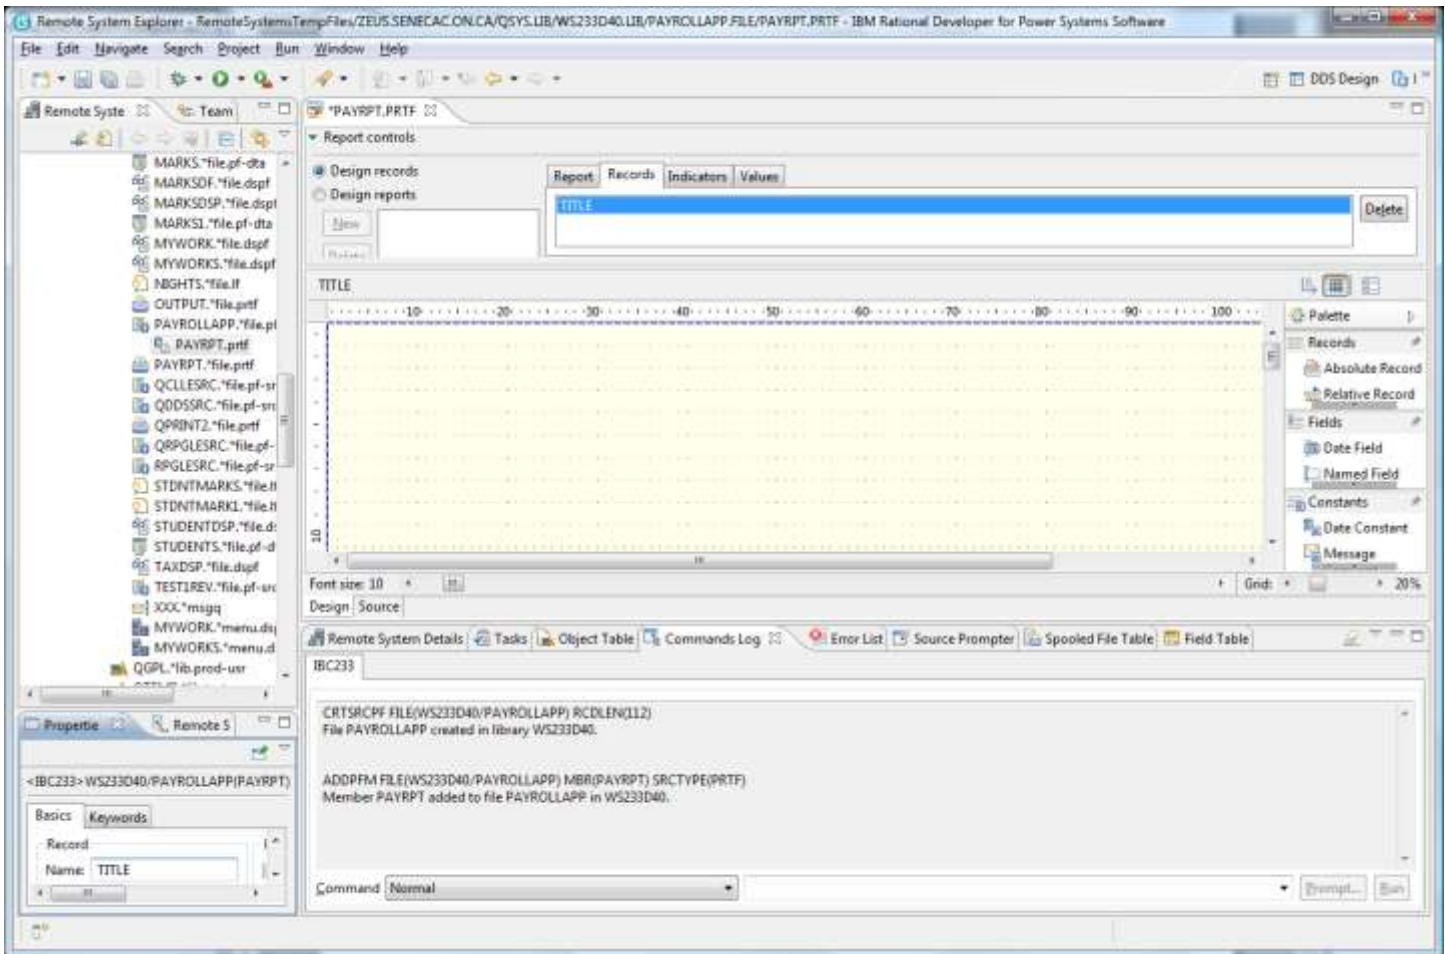 Remote System Explorer - RemoteSystemsTempFiles/ZEUS.SENECAC.ON.CA/QSYS.LIB/WS233D40.LIB/PAYROLLAPP.FILE/PAYRPT.PRTF - IBM Rational Developer for Power Systems Software
File Edit Navigate Search Project Run Window Help
DDS Design
Remote Syste Team
*PAYRPT.PRTF
Report controls
Design records
Design reports
New
Report Records Indicators Values
TITLE
Delete
MARKS.*file.pf-dta
MARKSDF.*file.dspf
MARKSDSP.*file.dspf
MARKS1.*file.pf-dta
MYWORK.*file.dspf
MYWORKS.*file.dspf
NIGHTS.*file.lf
OUTPUT.*file.prtf
PAYROLLAPP.*file.pf
PAYRPT.prtf
PAYRPT.*file.prtf
QCLLESRC.*file.pf-sr
QDDSSRC.*file.pf-src
QPRINT2.*file.prtf
QRPGLESRC.*file.pf-
RPGLESRC.*file.pf-sr
STDNTMARKS.*file.lf
STDNTMARK1.*file.lf
STUDENTDSP.*file.ds
STUDENTS.*file.pf-d
TAXDSP.*file.dspf
TEST1REV.*file.pf-src
XXX.*msgq
MYWORK.*menu.ds
MYWORKS.*menu.d
QGPL.*lib.prod-usr
TITLE
10 20 30 40 50 60 70 80 90 100
10
Palette
Records
Absolute Record
Relative Record
Fields
Date Field
Named Field
Constants
Date Constant
Message
Font size: 10
Grid: 20%
Design Source
Remote System Details Tasks Object Table Commands Log Error List Source Prompter Spooled File Table Field Table
IBC233
CRTSRCPF FILE(WS233D40/PAYROLLAPP) RCDLEN(112)
File PAYROLLAPP created in library WS233D40.
ADDPFM FILE(WS233D40/PAYROLLAPP) MBR(PAYRPT) SRCTYPE(PRTF)
Member PAYRPT added to file PAYROLLAPP in WS233D40.
Command Normal
Prompt... Run
Propertie Remote S
<IBC233>WS233D40/PAYROLLAPP(PAYRPT)
Basics Keywords
Record
Name: TITLE